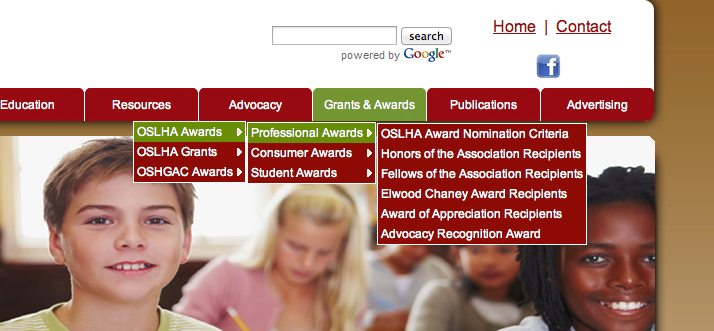 Home | Contact
search
powered by Google™
f
Education Resources Advocacy Grants & Awards Publications Advertising
OSLHA Awards
OSLHA Grants
OSHGAC Awards
Professional Awards
Consumer Awards
Student Awards
OSLHA Award Nomination Criteria
Honors of the Association Recipients
Fellows of the Association Recipients
Elwood Chaney Award Recipients
Award of Appreciation Recipients
Advocacy Recognition Award